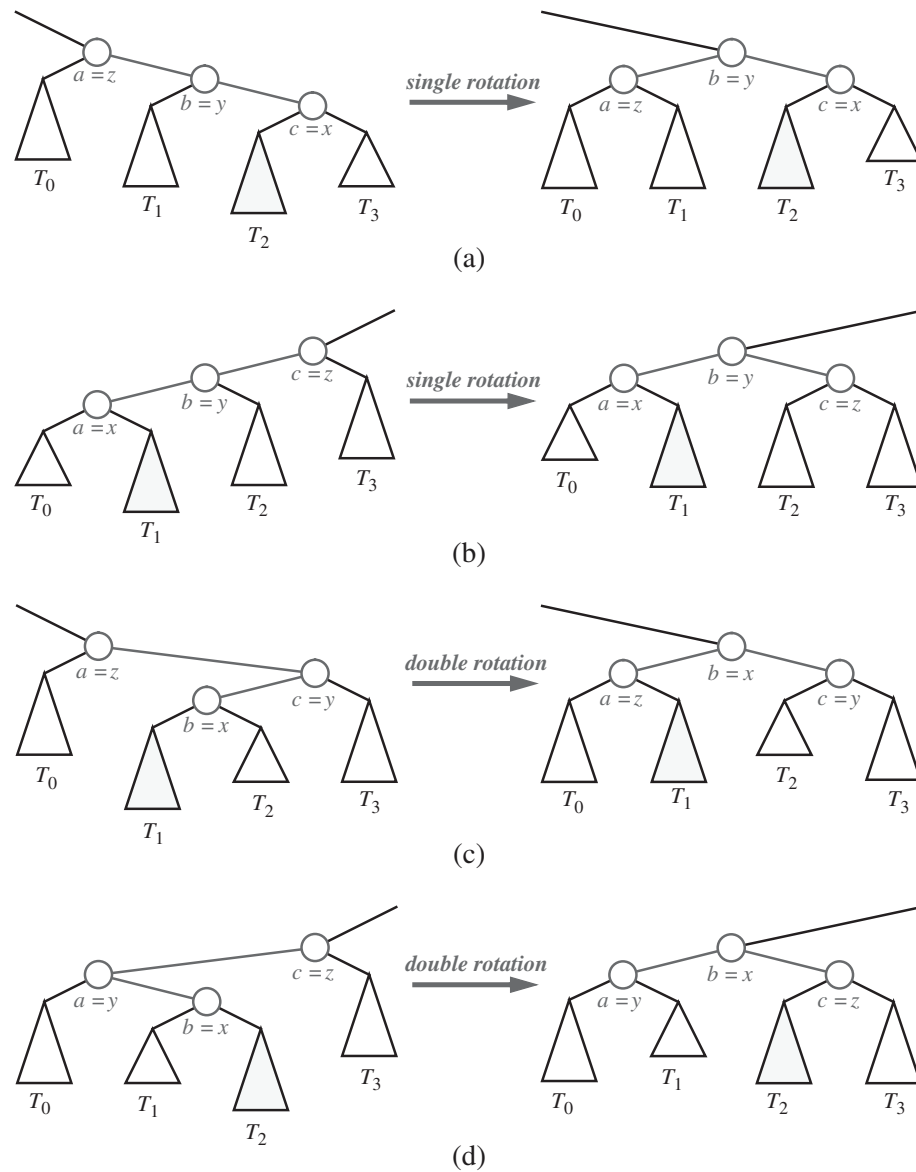 a = z
b = y
c = x
T0
T1
T2
T3
single rotation
b = y
a = z
c = x
T0
T1
T2
T3
(a)
c = z
b = y
a = x
T0
T1
T2
T3
single rotation
b = y
a = x
c = z
T0
T1
T2
T3
(b)
a = z
c = y
b = x
T0
T1
T2
T3
double rotation
b = x
a = z
c = y
T0
T1
T2
T3
(c)
c = z
a = y
b = x
T0
T1
T2
T3
double rotation
b = x
a = y
c = z
T0
T1
T2
T3
(d)